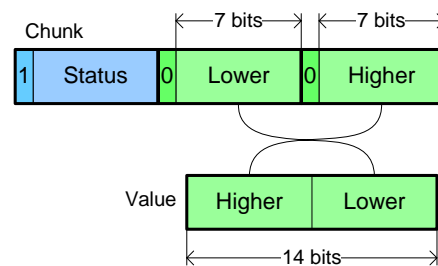 Chunk
7 bits 7 bits
1 Status 0 Lower 0 Higher
Value Higher Lower
14 bits